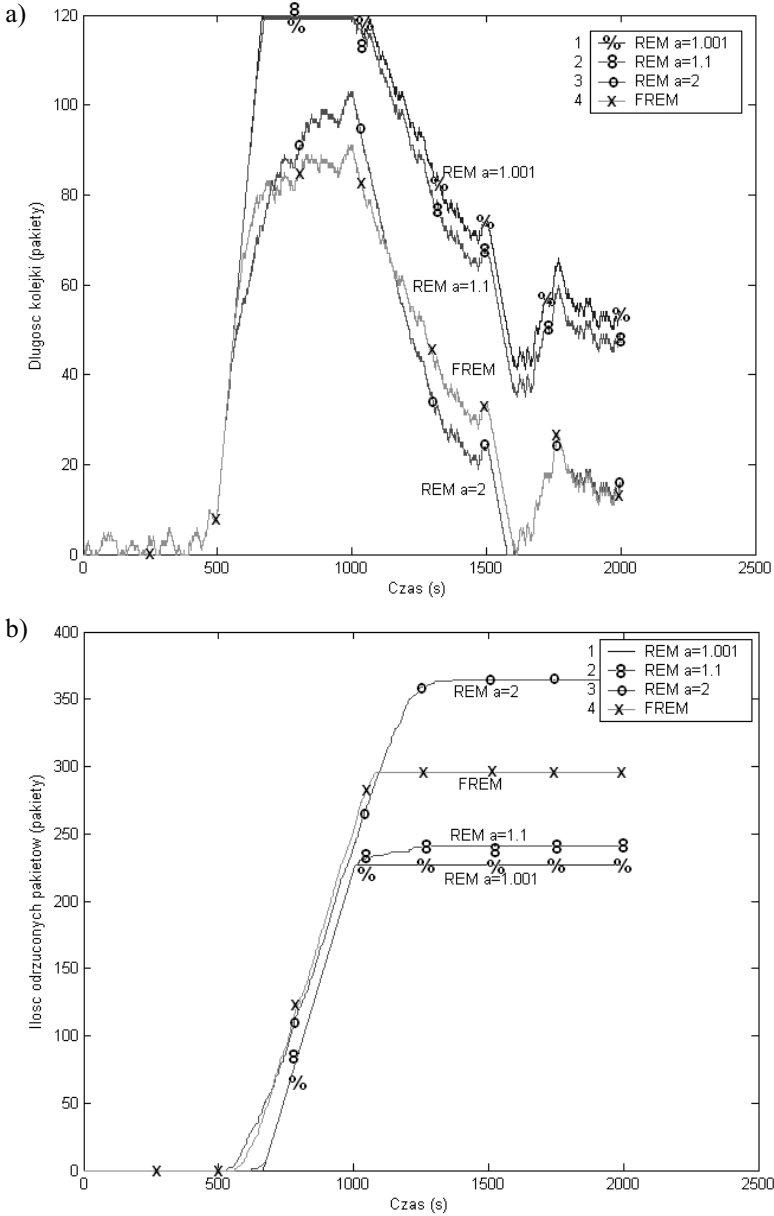 a)
120
100
80
60
40
20
0
Dlugosc kolejki (pakiety)
1 % REM a=1.001
2 8 REM a=1.1
3 o REM a=2
4 x FREM
REM a=1.001
REM a=1.1
FREM
REM a=2
0 500 1000 1500 2000 2500
Czas (s)
b)
400
350
300
250
200
150
100
50
0
Ilosc odrzuconych pakietow (pakiety)
1 REM a=1.001
2 8 REM a=1.1
3 o REM a=2
4 x FREM
REM a=2
FREM
REM a=1.1
REM a=1.001
0 500 1000 1500 2000 2500
Czas (s)